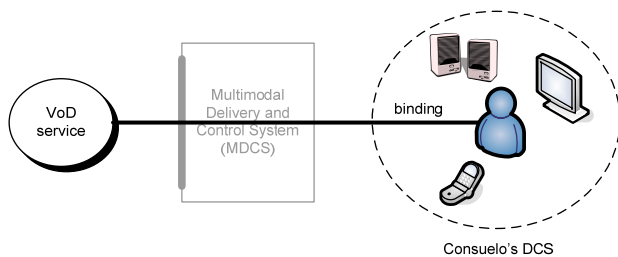 VoD
service
Multimodal
Delivery and
Control System
(MDCS)
binding
Consuelo's DCS